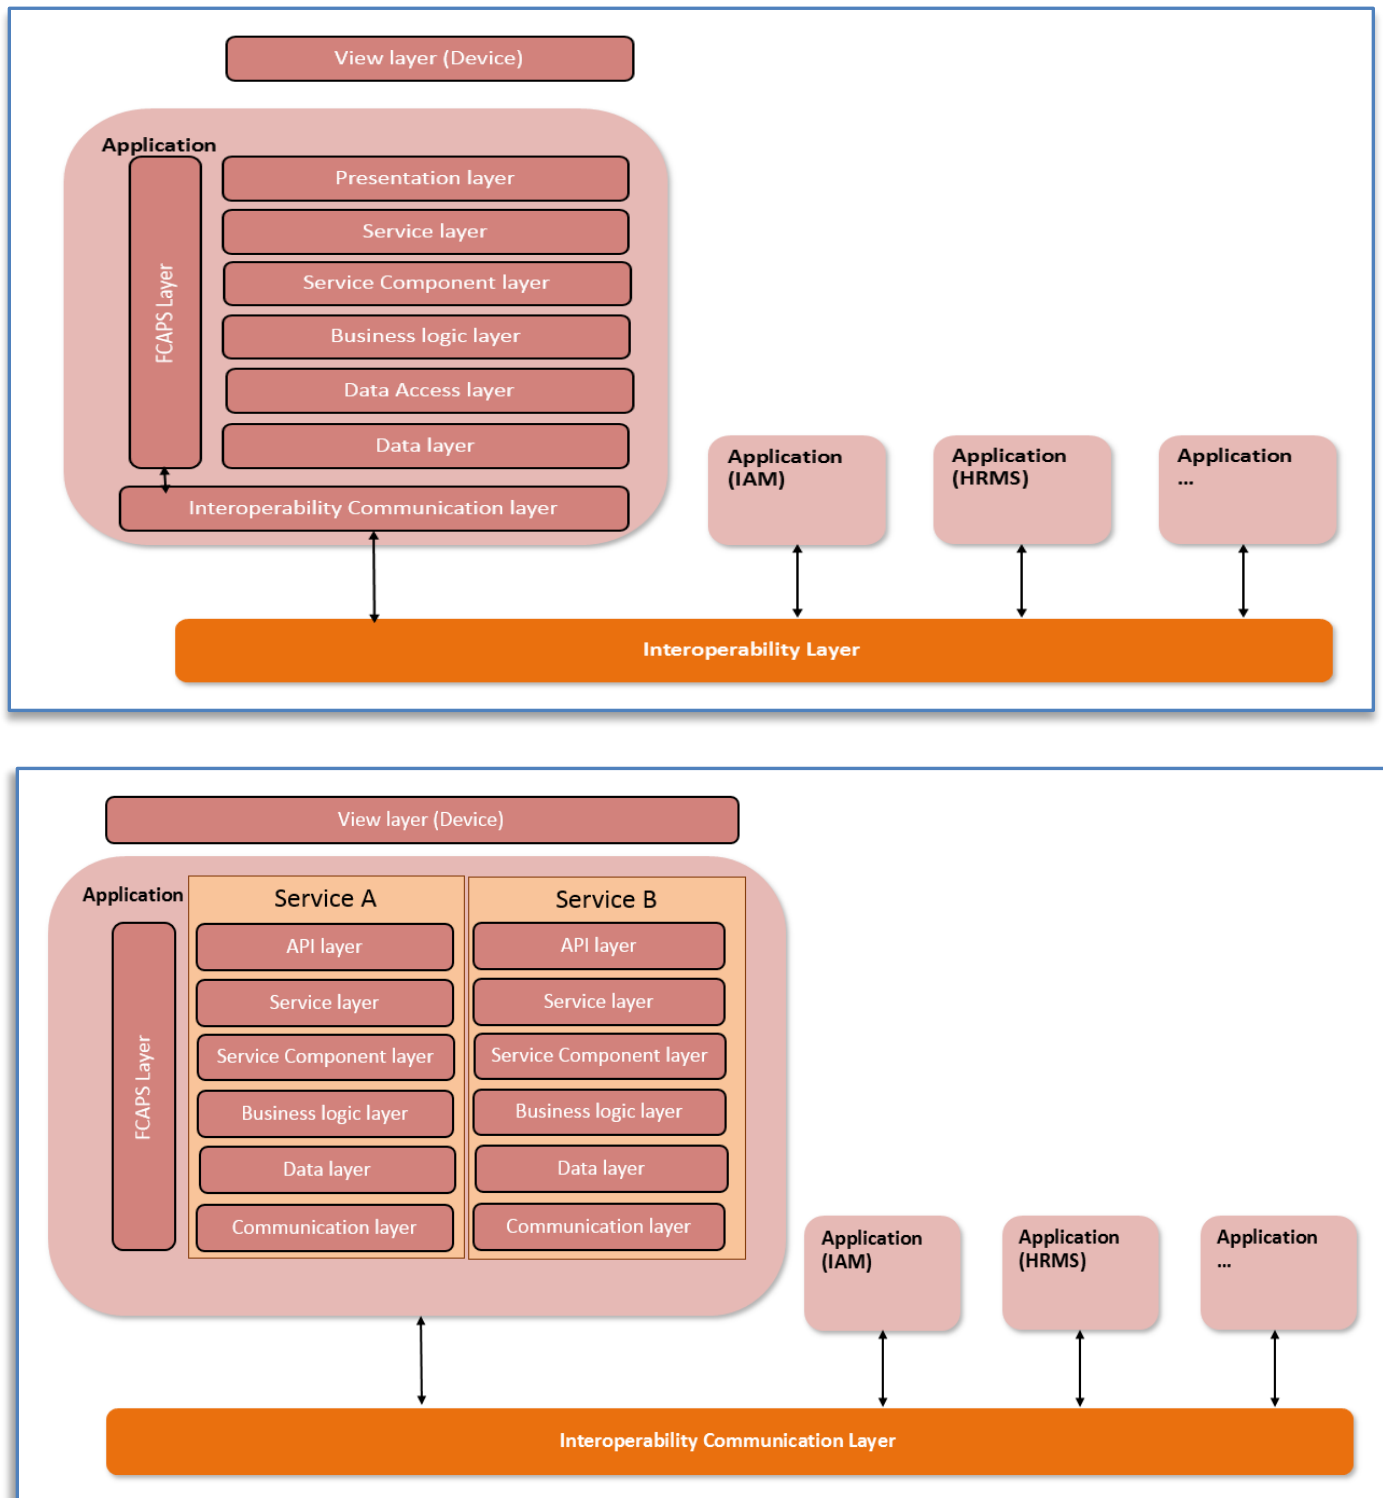 View layer (Device)
Application
FCAPS Layer
Presentation layer
Service layer
Service Component layer
Business logic layer
Data Access layer
Data layer
Interoperability Communication layer
Application
(IAM)
Application
(HRMS)
Application
...
Interoperability Layer
View layer (Device)
Application
FCAPS Layer
Service A
API layer
Service layer
Service Component layer
Business logic layer
Data layer
Communication layer
Service B
API layer
Service layer
Service Component layer
Business logic layer
Data layer
Communication layer
Application
(IAM)
Application
(HRMS)
Application
...
Interoperability Communication Layer